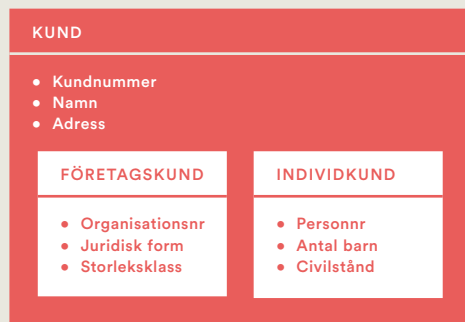 KUND
• Kundnummer
• Namn
• Adress
FÖRETAGSKUND
• Organisationsnr
• Juridisk form
• Storleksklass
INDIVIDKUND
• Personnr
• Antal barn
• Civilstånd